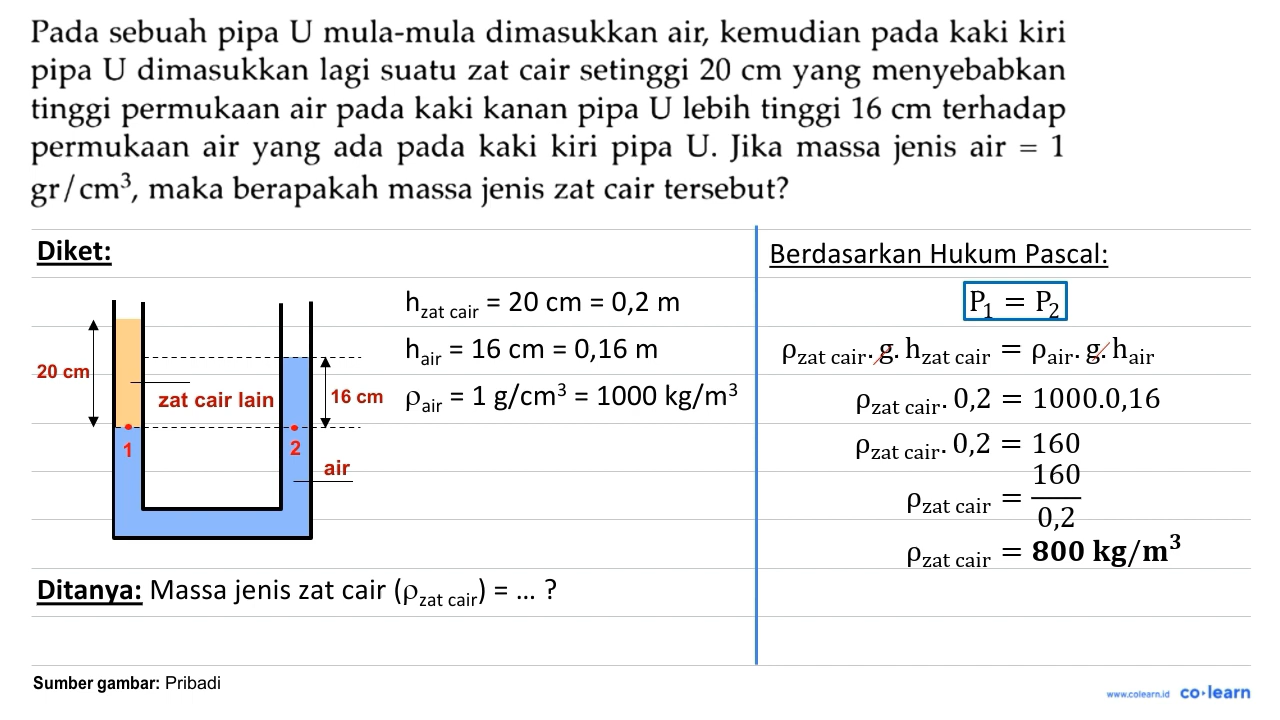 Pada sebuah pipa U mula-mula dimasukkan air, kemudian pada kaki kiri
pipa U dimasukkan lagi suatu zat cair setinggi 20 cm yang menyebabkan
tinggi permukaan air pada kaki kanan pipa U lebih tinggi 16 cm terhadap
permukaan air yang ada pada kaki kiri pipa U. Jika massa jenis air = 1
gr/cm³, maka berapakah massa jenis zat cair tersebut?
Diket:
20 cm
zat cair lain
16 cm
1
2
air
h_zat cair = 20 cm = 0,2 m
h_air = 16 cm = 0,16 m
ρ_air = 1 g/cm³ = 1000 kg/m³
Ditanya: Massa jenis zat cair (ρ_zat cair) = ... ?
Berdasarkan Hukum Pascal:
P₁ = P₂
ρ_zat cair. g. h_zat cair = ρ_air. g. h_air
ρ_zat cair. 0,2 = 1000.0,16
ρ_zat cair. 0,2 = 160
ρ_zat cair = 160/0,2
ρ_zat cair = 800 kg/m³
Sumber gambar: Pribadi
www.colearn.id co·learn